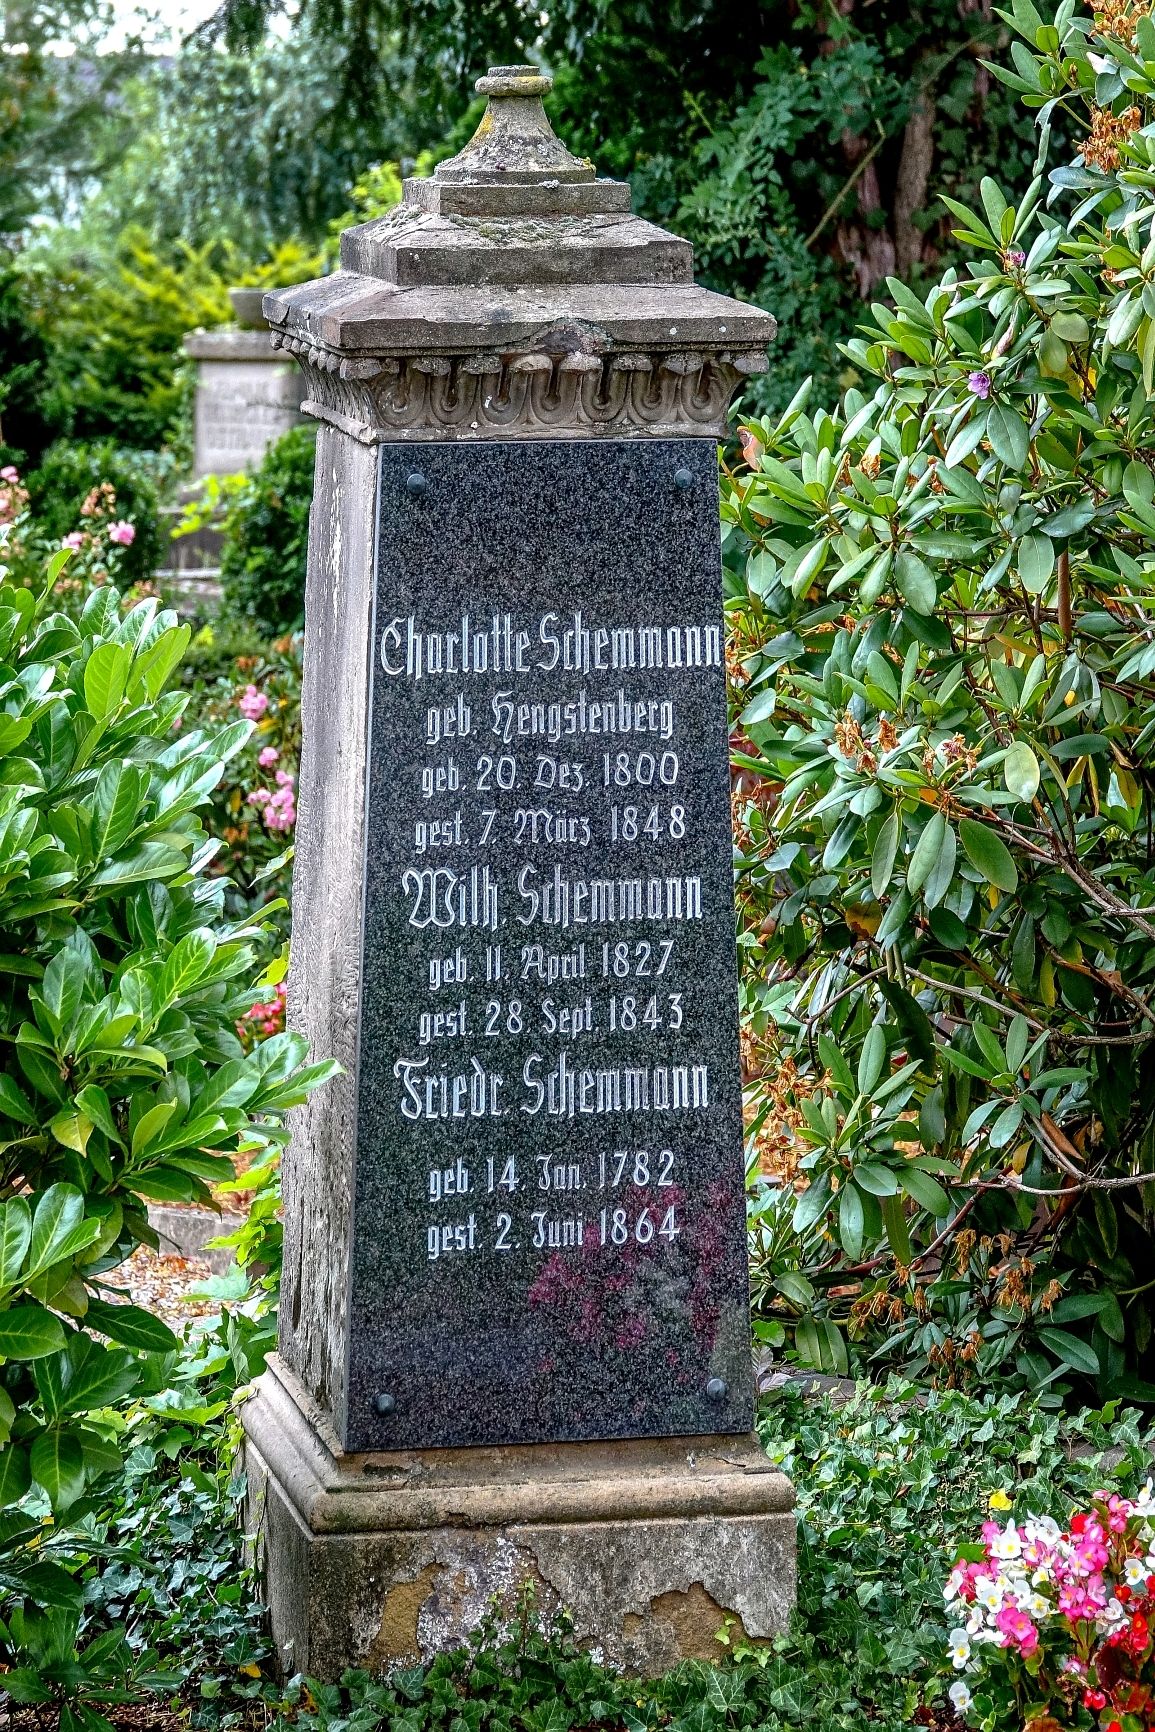 Charlotte Schemmann
geb. Hengstenberg
geb. 20. Dez. 1800
gest. 7. März 1848
Wilh. Schemmann
geb. 11. April 1827
gest. 28 Sept 1843
Friedr. Schemmann
geb. 14 Jan. 1782
gest. 2. Juni 1864